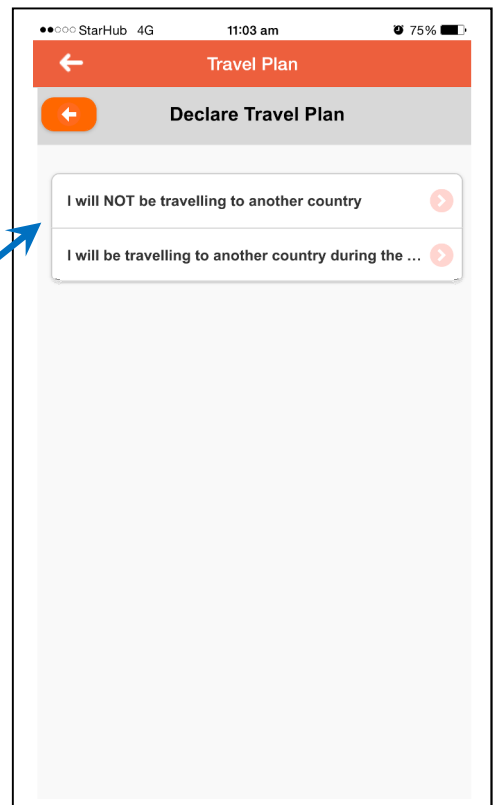 StarHub 4G 11:03 am 75%
Travel Plan
Declare Travel Plan
I will NOT be travelling to another country
I will be travelling to another country during the ...